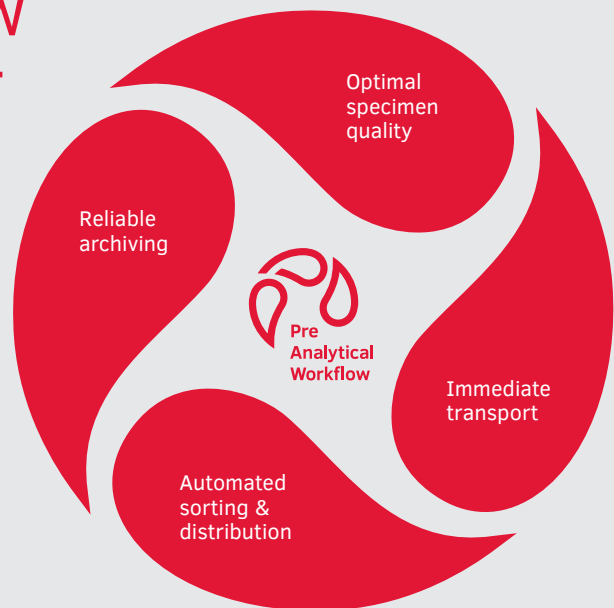 Optimal
specimen
quality
Immediate
transport
Automated
sorting &
distribution
Reliable
archiving
Pre
Analytical
Workflow